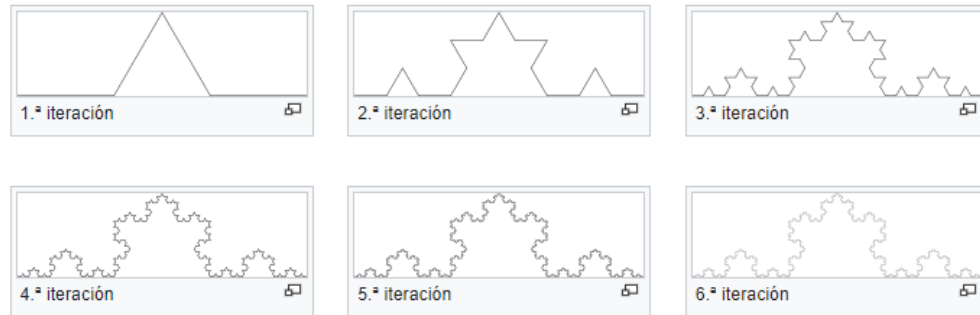 1.ª iteración
2.ª iteración
3.ª iteración
4.ª iteración
5.ª iteración
6.ª iteración